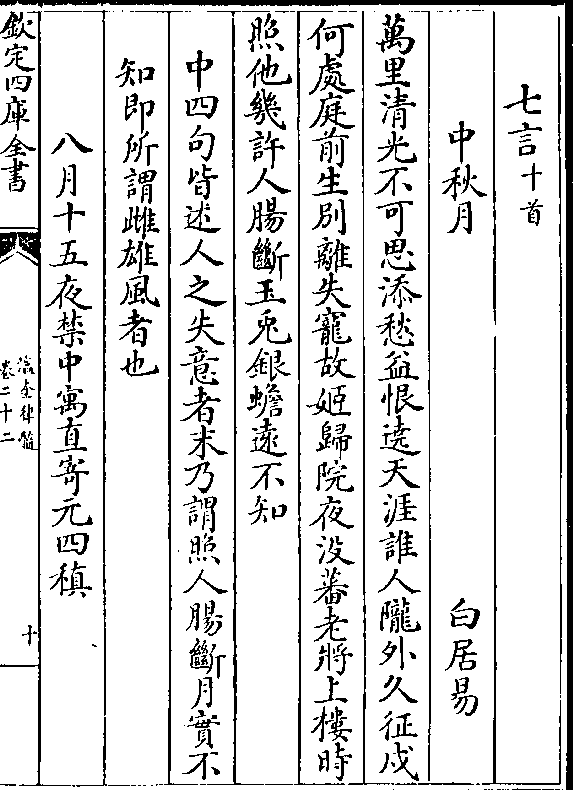 七言十首
中秋月 白居易
萬里清光不可思添愁益恨遶天涯誰人隴外久征戍
何處庭前生別離失寵故姬歸院夜没蕃老將上樓時
照他幾許人腸斷玉兎銀蟾遠不知
中四句皆述人之失意者末乃謂照人腸斷月實不
知即所謂雌雄風者也
八月十五夜禁中寓直寄元四稹
欽定四庫全書
瀛奎律髓
卷二十二
十